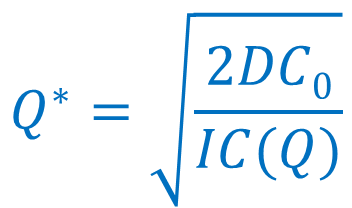 Q* = √(2DC₀ / IC(Q))